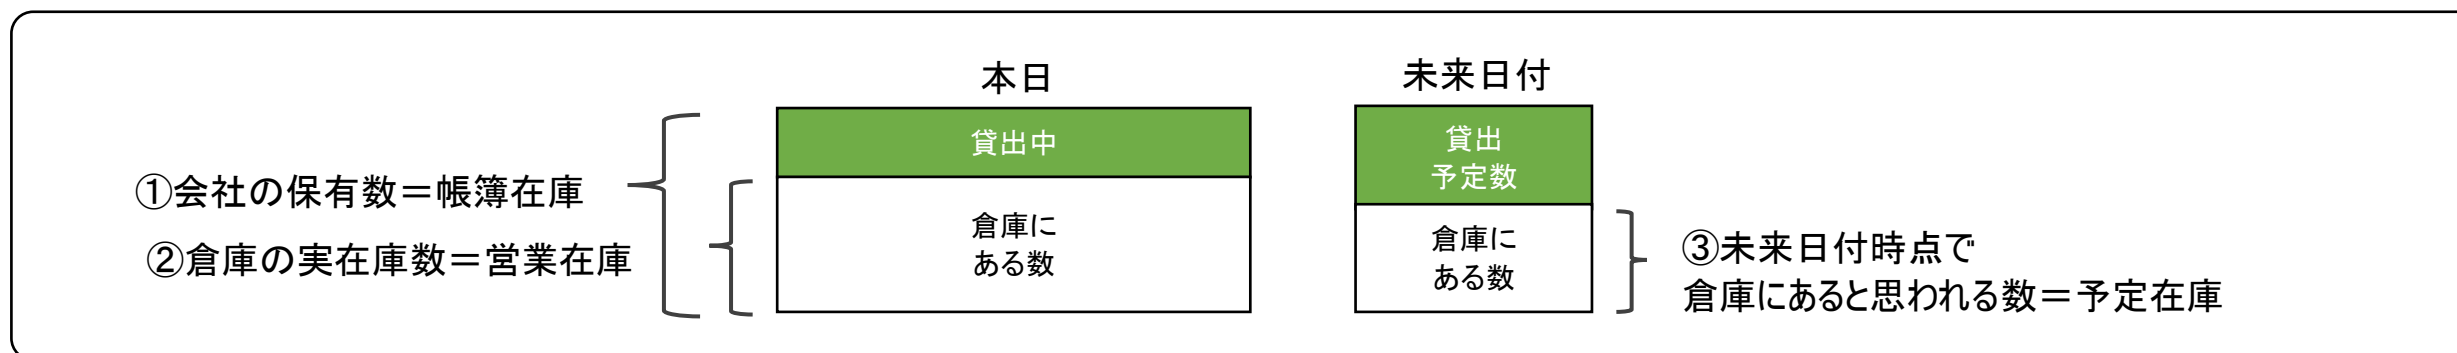 本日
未来日付
貸出中
貸出
予定数
①会社の保有数＝帳簿在庫
②倉庫の実在庫数＝営業在庫
倉庫に
ある数
倉庫に
ある数
③未来日付時点で
倉庫にあると思われる数＝予定在庫